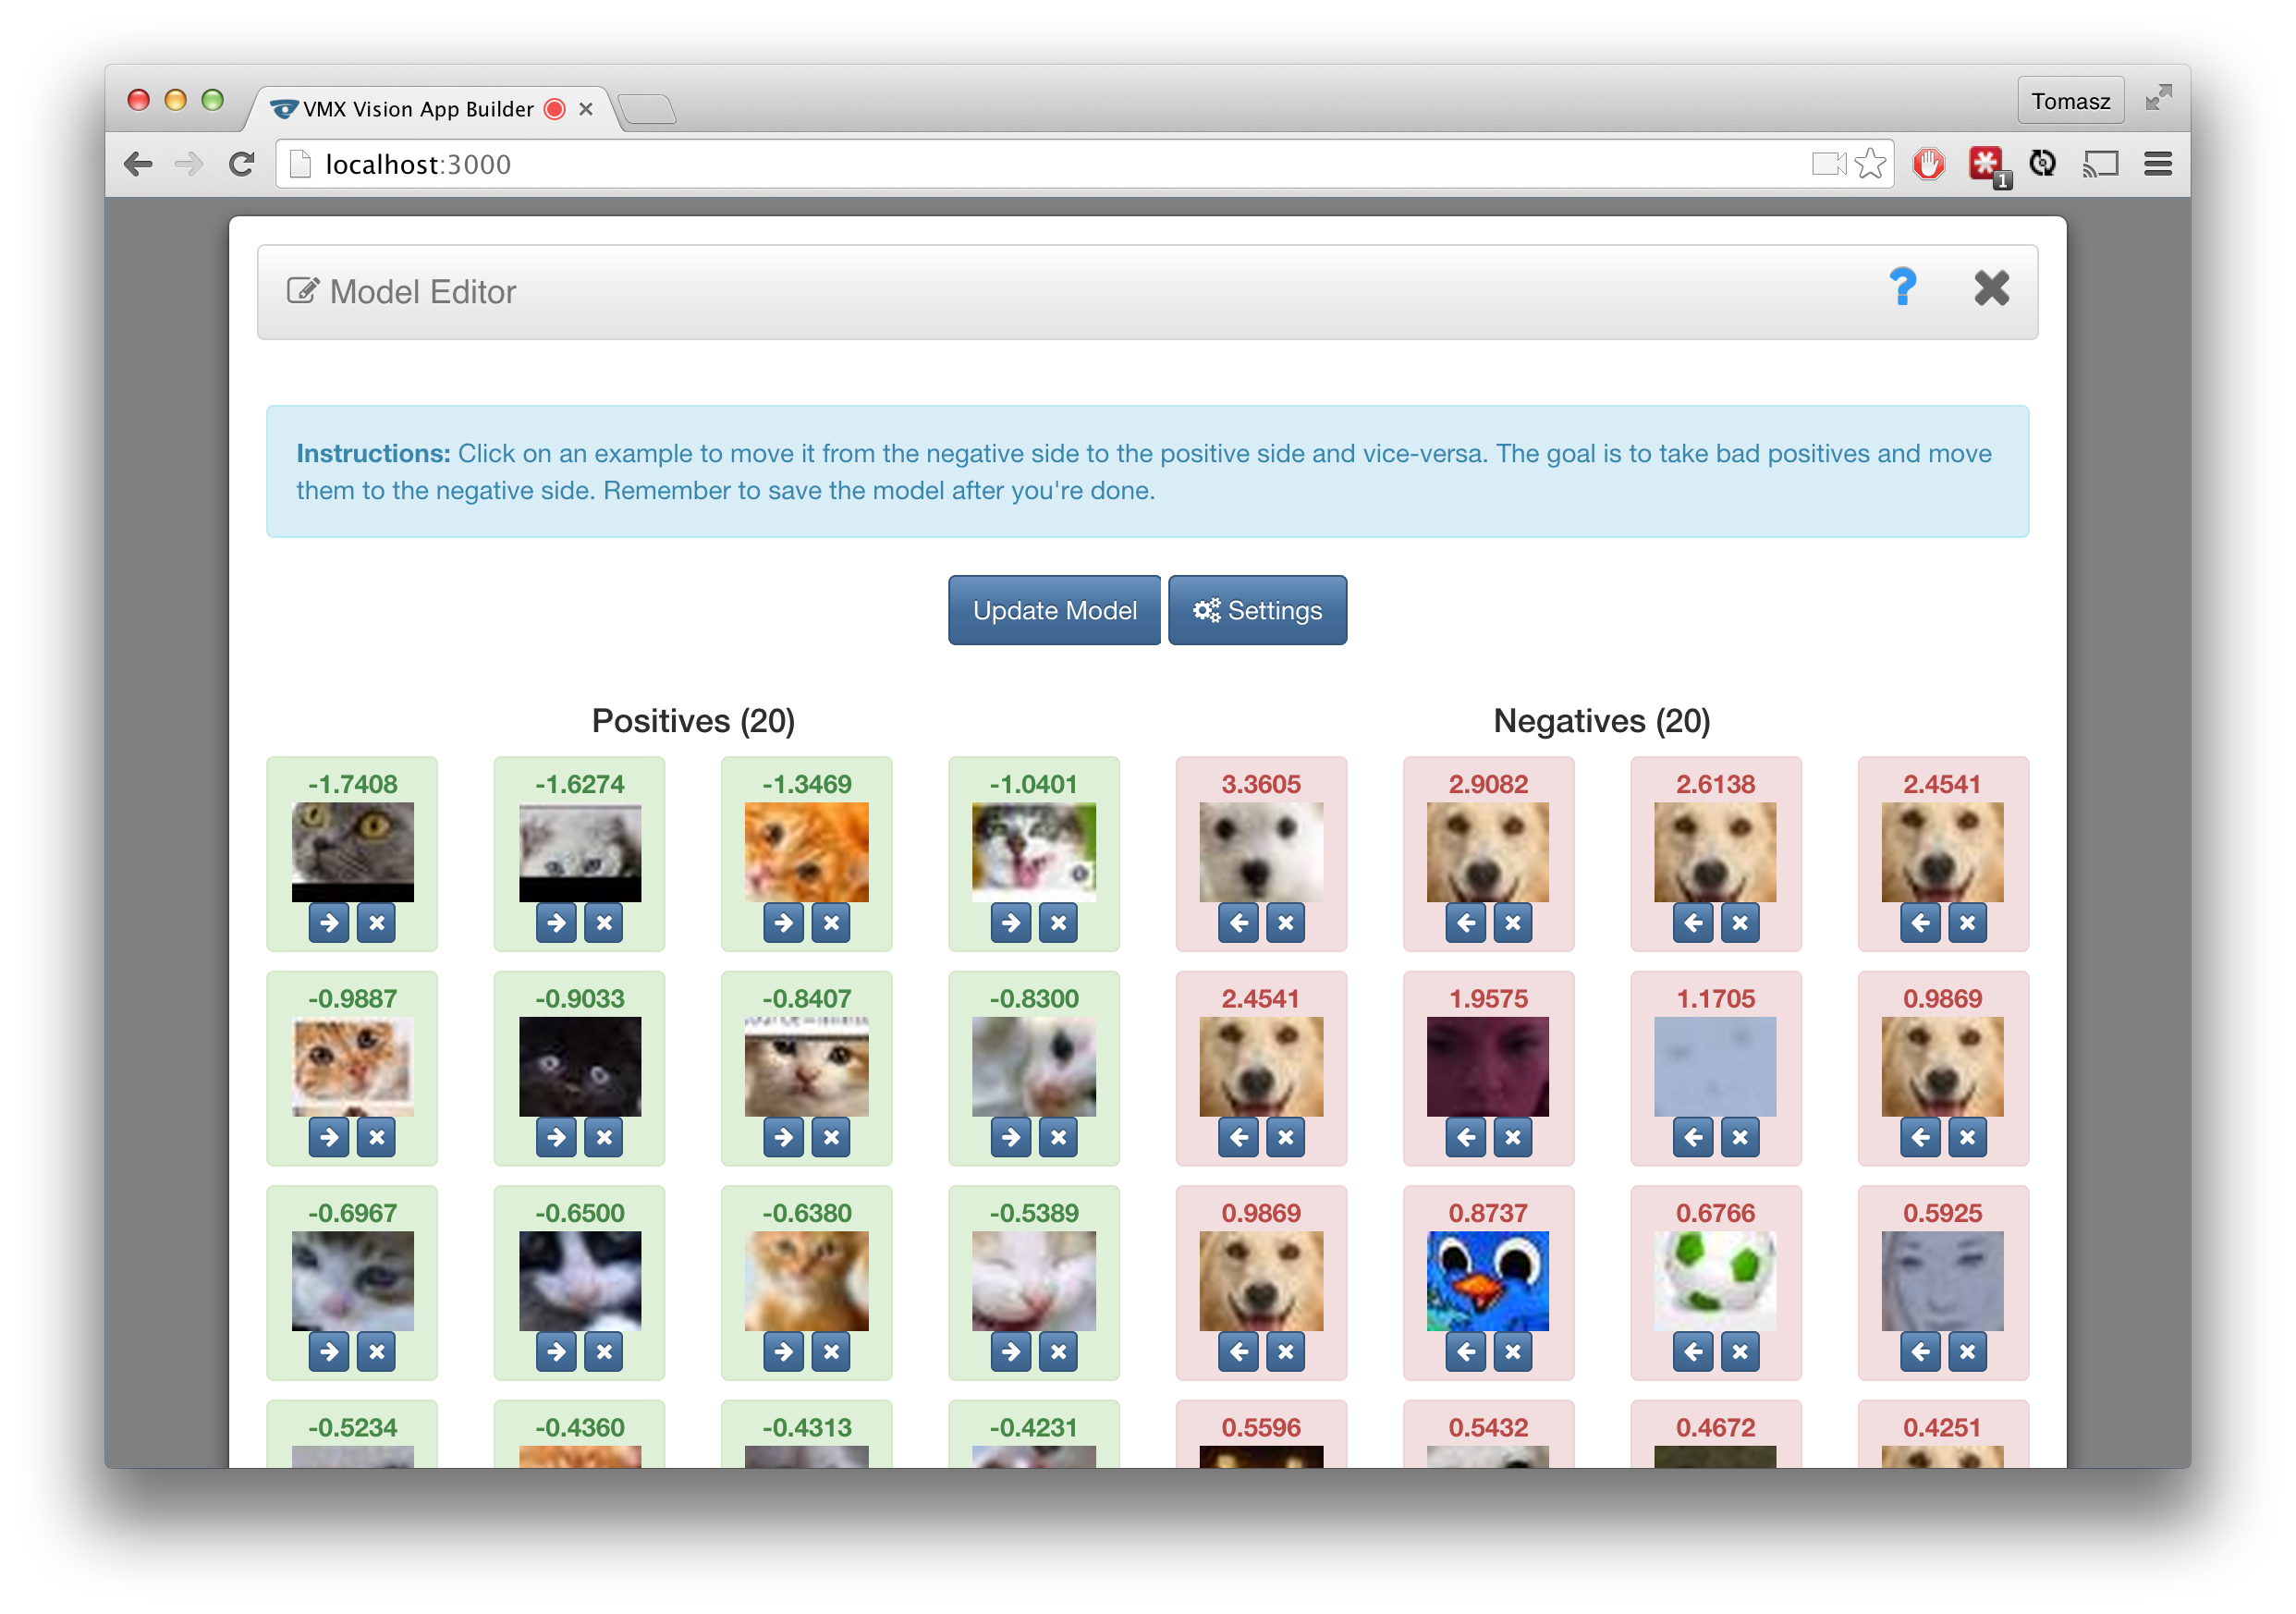 VMX Vision App Builder
Tomasz
localhost:3000
1
Model Editor
?
Instructions: Click on an example to move it from the negative side to the positive side and vice-versa. The goal is to take bad positives and move
them to the negative side. Remember to save the model after you're done.
Update Model
Settings
Positives (20)
Negatives (20)
-1.7408 -1.6274 -1.3469 -1.0401 3.3605 2.9082 2.6138 2.4541
-0.9887 -0.9033 -0.8407 -0.8300 2.4541 1.9575 1.1705 0.9869
-0.6967 -0.6500 -0.6380 -0.5389 0.9869 0.8737 0.6766 0.5925
-0.5234 -0.4360 -0.4313 -0.4231 0.5596 0.5432 0.4672 0.4251